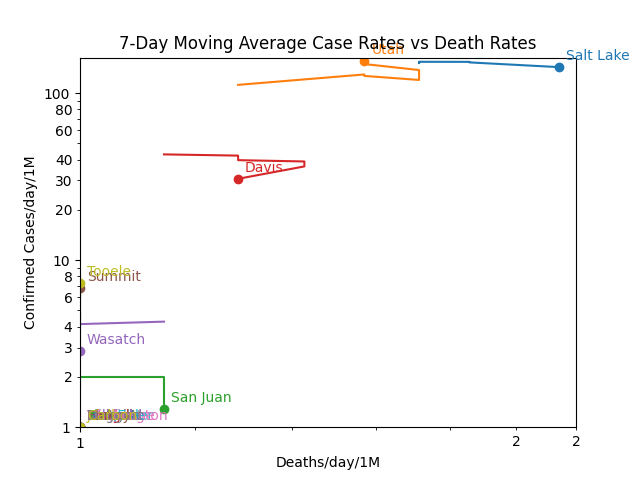 7-Day Moving Average Case Rates vs Death Rates
Utah
Salt Lake
100
80
60
40
30
20
10
8
6
4
3
2
1
Confirmed Cases/day/1M
Davis
Tooele
Summit
Wasatch
San Juan
1
2
2
Deaths/day/1M